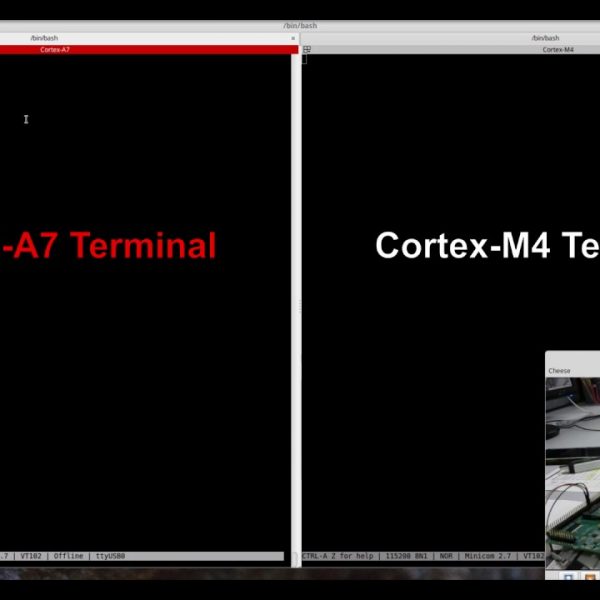 /bin/bash
/bin/bash
/bin/bash
Cortex-A7
Cortex-M4
-A7 Terminal
Cortex-M4 Te
Cheese
.7 | VT102 | Offline | ttyUSB0
CTRL-A Z for help | 115200 8N1 | NOR | Minicom 2.7 | VT102